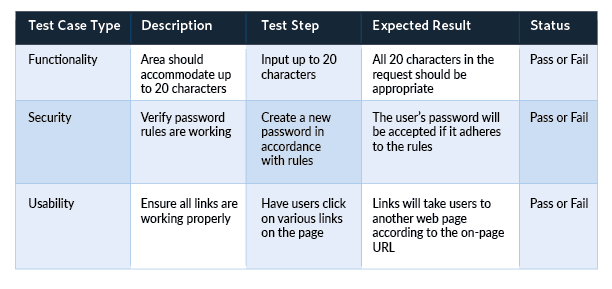 Test Case Type Description Test Step Expected Result Status
Functionality
Area should
accommodate up
to 20 characters
Input up to 20
characters
All 20 characters in the
request should be
appropriate
Pass or Fail
Security
Verify password
rules are working
Create a new
password in
accordance
with rules
The user's password will
be accepted if it adheres
to the rules
Pass or Fail
Usability
Ensure all links are
working properly
Have users click
on various links
on the page
Links will take users to
another web page
according to the on-page
URL
Pass or Fail